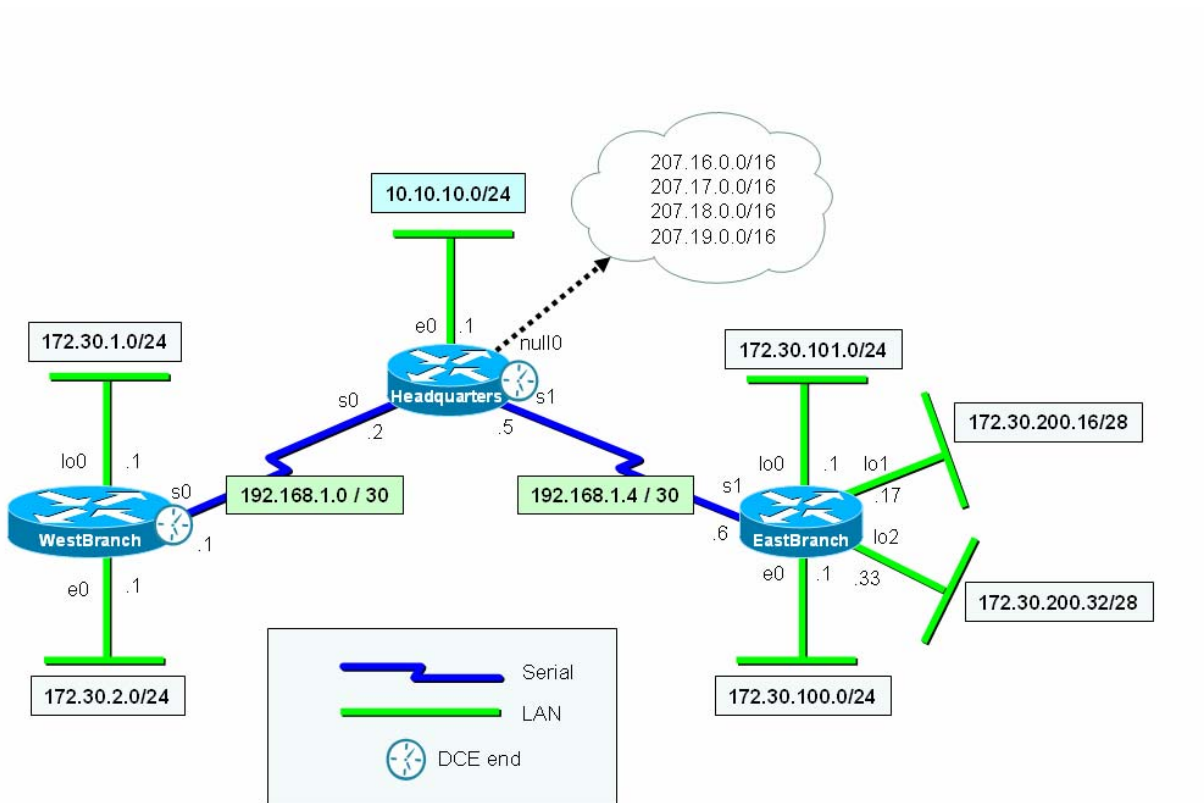 207.16.0.0/16
207.17.0.0/16
207.18.0.0/16
207.19.0.0/16
10.10.10.0/24
e0
.1
null0
172.30.1.0/24
172.30.101.0/24
Headquarters
s0
s1
.2
.5
172.30.200.16/28
lo0
.1
s0
192.168.1.0 / 30
192.168.1.4 / 30
s1
lo0
.1
lo1
.17
WestBranch
.1
.6
EastBranch
lo2
e0
.1
e0
.1
.33
172.30.200.32/28
172.30.2.0/24
172.30.100.0/24
Serial
LAN
DCE end